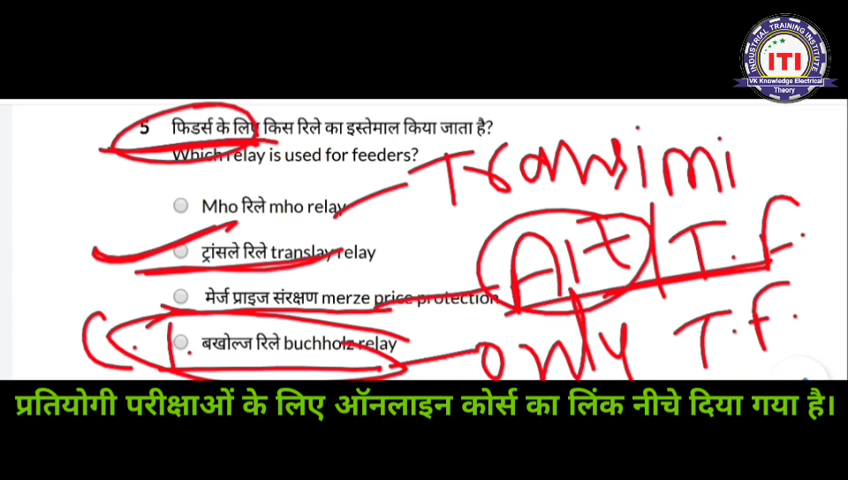 INDUSTRIAL TRAINING INSTITUTE
ITI
VK Knowledge Electrical
Theory
5 फिडर्स के लिए किस रिले का इस्तेमाल किया जाता है?
Which relay is used for feeders?
Transimi
Mho रिले mho relay
ट्रांसले रिले translay relay
A/T.F.
मेर्ज प्राइज संरक्षण merze price protection
बखोल्ज रिले buchholz relay
only T.F.
प्रतियोगी परीक्षाओं के लिए ऑनलाइन कोर्स का लिंक नीचे दिया गया है।